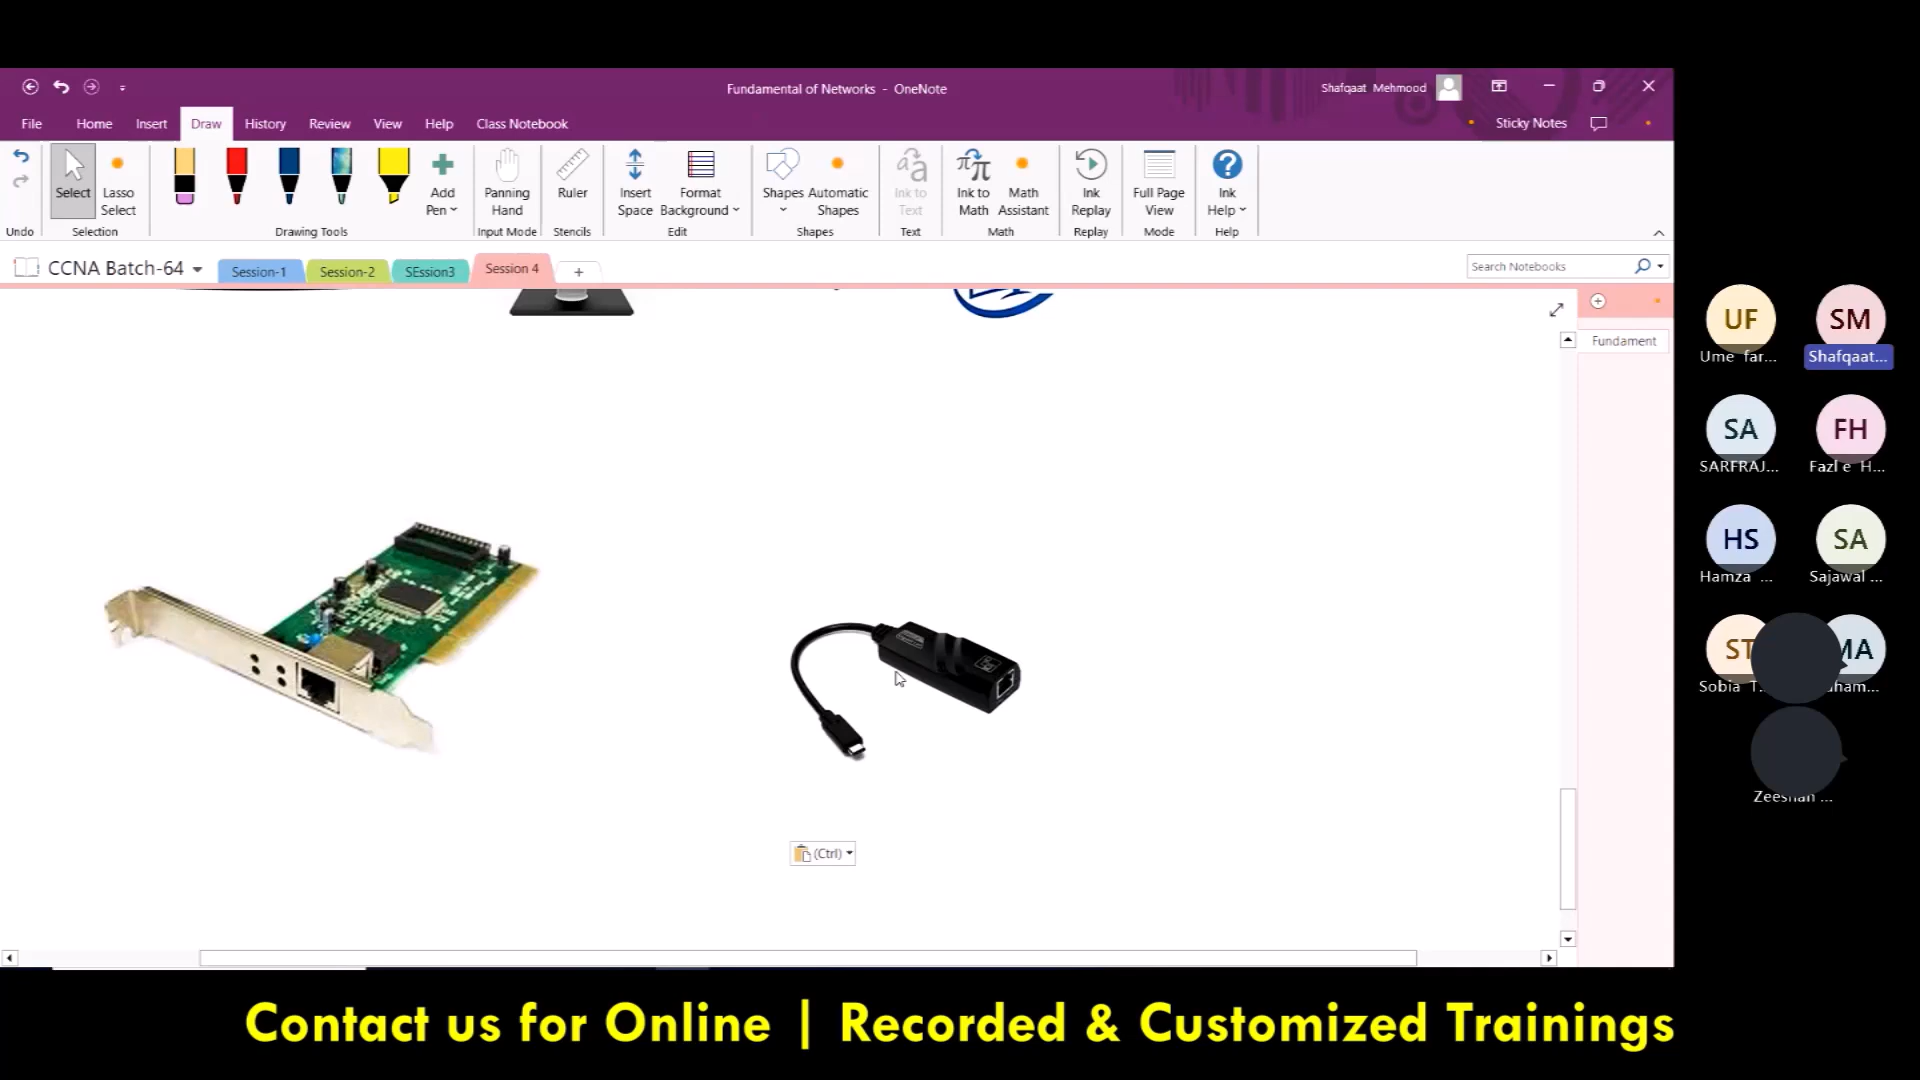 Fundamental of Networks - OneNote
Shafqaat Mehmood
File Home Insert Draw History Review View Help Class Notebook
Sticky Notes
Select
Lasso
Select
Add
Pen
Panning
Hand
Ruler
Insert
Space
Format
Background
Shapes
Automatic
Shapes
Ink to
Text
Ink to
Math
Math
Assistant
Ink
Replay
Full Page
View
Ink
Help
Undo Selection Drawing Tools Input Mode Stencils Edit Shapes Text Math Replay Mode Help
CCNA Batch-64 Session-1 Session-2 SEssion3 Session 4 +
Search Notebooks
Fundament
(Ctrl)
UF SM
Ume far... Shafqaat...
SA FH
SARFRAJ... Fazl e H...
HS SA
Hamza ... Sajawal ...
ST MA
Sobia T...
Zeeshan ...
Contact us for Online | Recorded & Customized Trainings